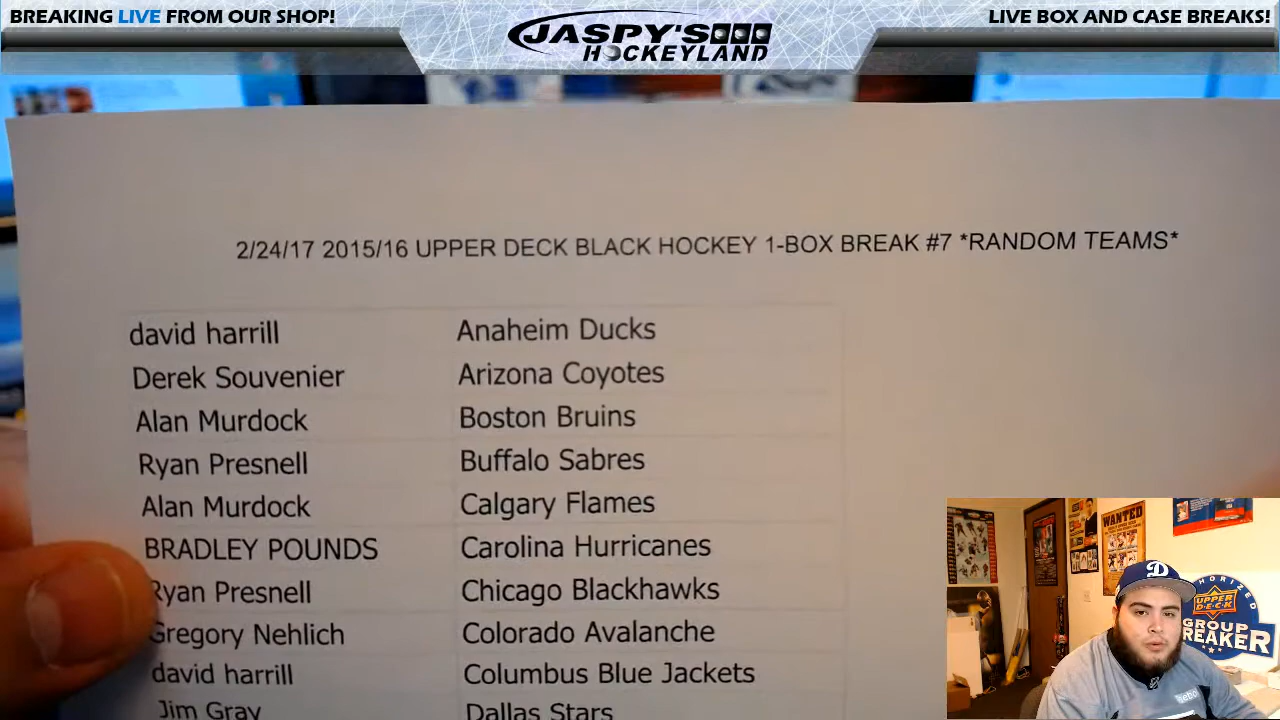 BREAKING LIVE FROM OUR SHOP!
JASPY'S
HOCKEYLAND
LIVE BOX AND CASE BREAKS!
2/24/17 2015/16 UPPER DECK BLACK HOCKEY 1-BOX BREAK #7 *RANDOM TEAMS*
david harrill Anaheim Ducks
Derek Souvenier Arizona Coyotes
Alan Murdock Boston Bruins
Ryan Presnell Buffalo Sabres
Alan Murdock Calgary Flames
BRADLEY POUNDS Carolina Hurricanes
Ryan Presnell Chicago Blackhawks
Gregory Nehlich Colorado Avalanche
david harrill Columbus Blue Jackets
Jim Gray Dallas Stars
WANTED
D
UPPER
DECK
GROUP